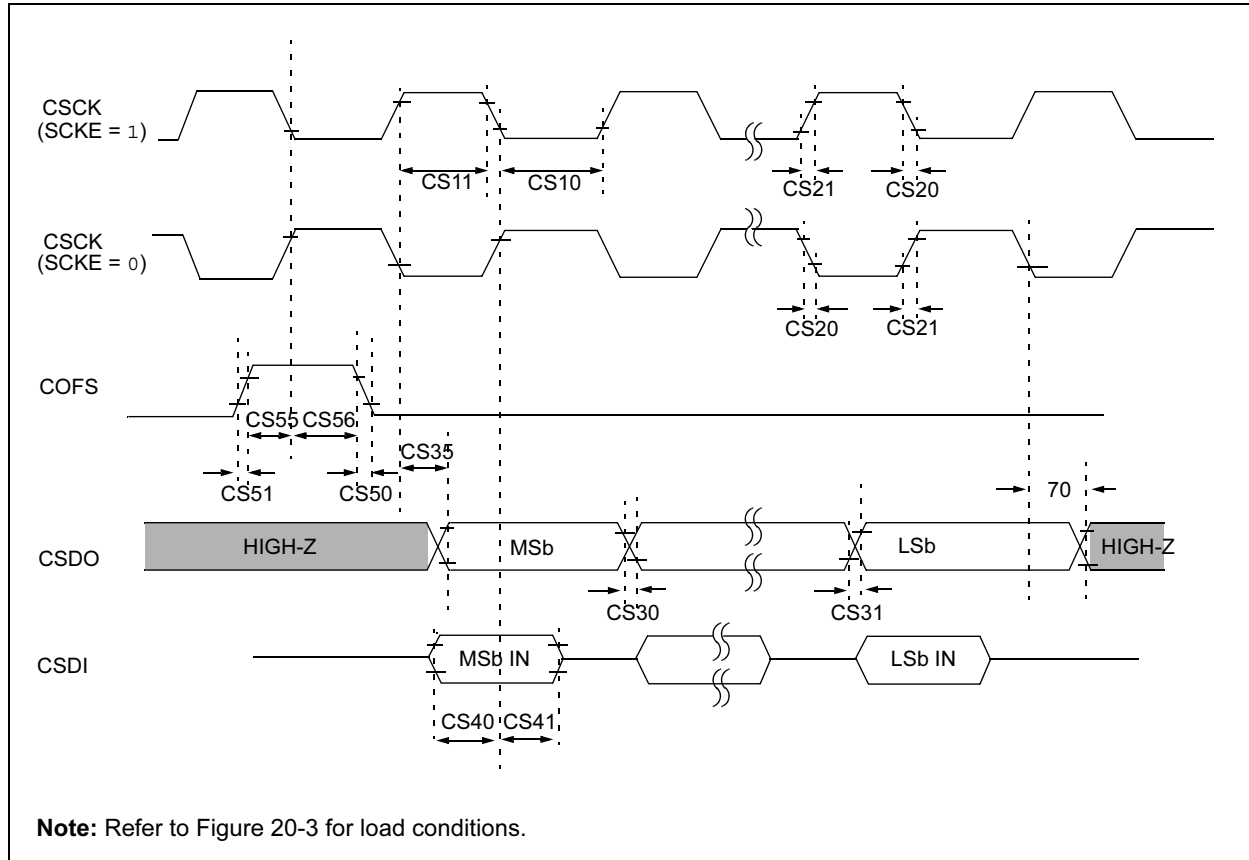 CSCK
(SCKE = 1)
CS11
CS10
CS21
CS20
CSCK
(SCKE = 0)
CS20
CS21
COFS
CS55
CS56
CS35
CS51
CS50
70
CSDO
HIGH-Z
MSb
LSb
HIGH-Z
CS30
CS31
CSDI
MSb IN
LSb IN
CS40
CS41
Note: Refer to Figure 20-3 for load conditions.